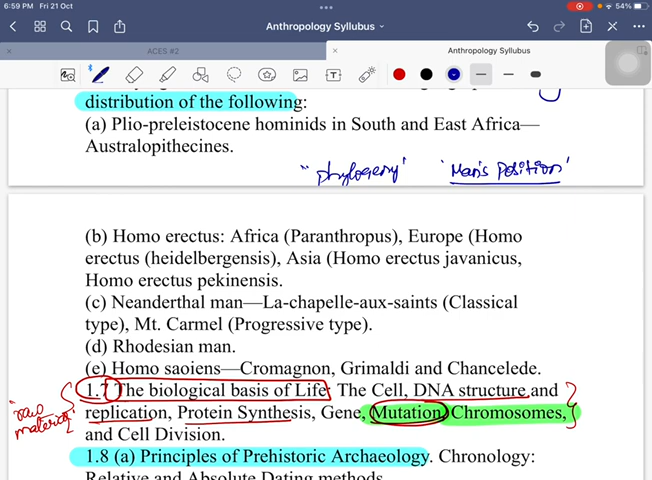 6:59 PM Fri 21 Oct
54%
Anthropology Syllabus
ACES #2
Anthropology Syllabus
distribution of the following:
(a) Plio-preleistocene hominids in South and East Africa—
Australopithecines.
"phylogeny" 'Man's Position'
(b) Homo erectus: Africa (Paranthropus), Europe (Homo
erectus (heidelbergensis), Asia (Homo erectus javanicus,
Homo erectus pekinensis.
(c) Neanderthal man—La-chapelle-aux-saints (Classical
type), Mt. Carmel (Progressive type).
(d) Rhodesian man.
(e) Homo saoiens—Cromagnon, Grimaldi and Chancelede.
1.7 The biological basis of Life: The Cell, DNA structure and
"raw
replication, Protein Synthesis, Gene, Mutation, Chromosomes,
material"
and Cell Division.
1.8 (a) Principles of Prehistoric Archaeology. Chronology:
Relative and Absolute Dating methods.